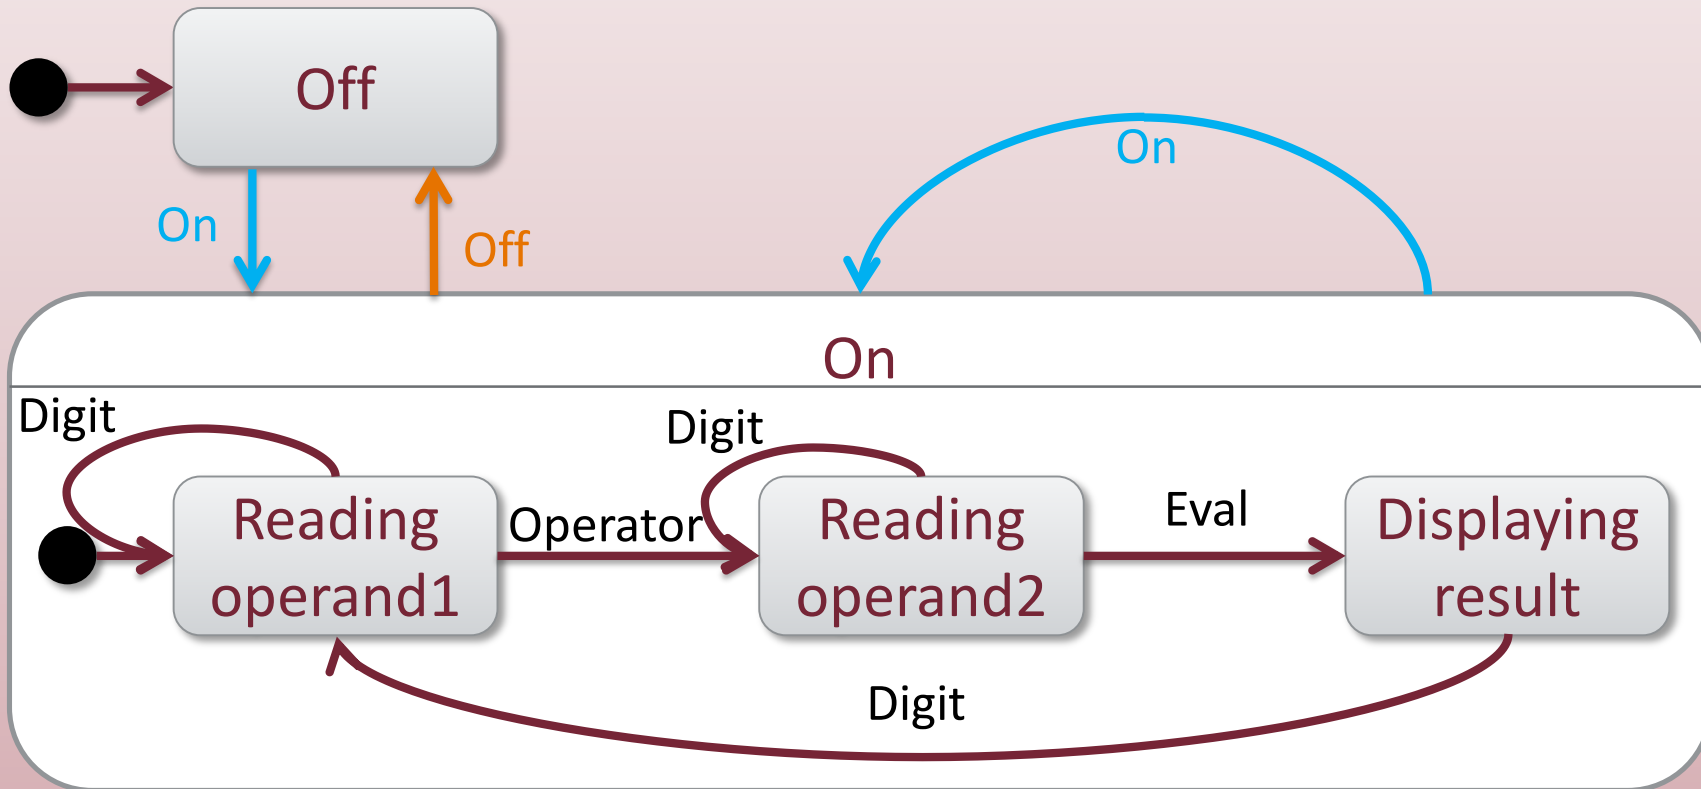 Off
On
On
Off
On
Digit
Digit
Reading
operand1
Operator
Reading
operand2
Eval
Displaying
result
Digit